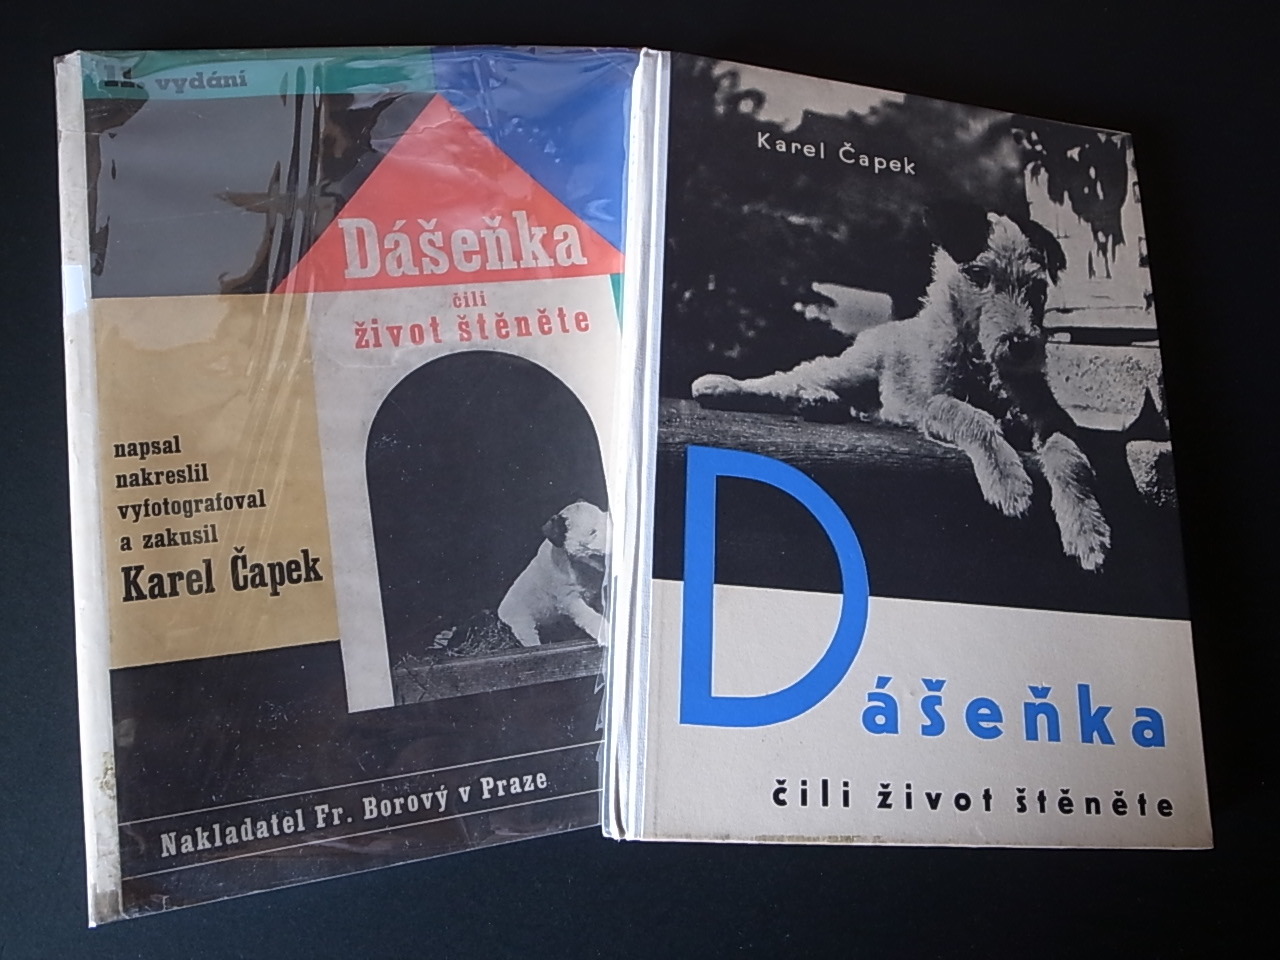 11. vydání
Dášeňka
čili
život štěněte
napsal
nakreslil
vyfotografoval
a zakusil
Karel Čapek
Nakladatel Fr. Borový v Praze
Karel Čapek
Dášeňka
čili život štěněte